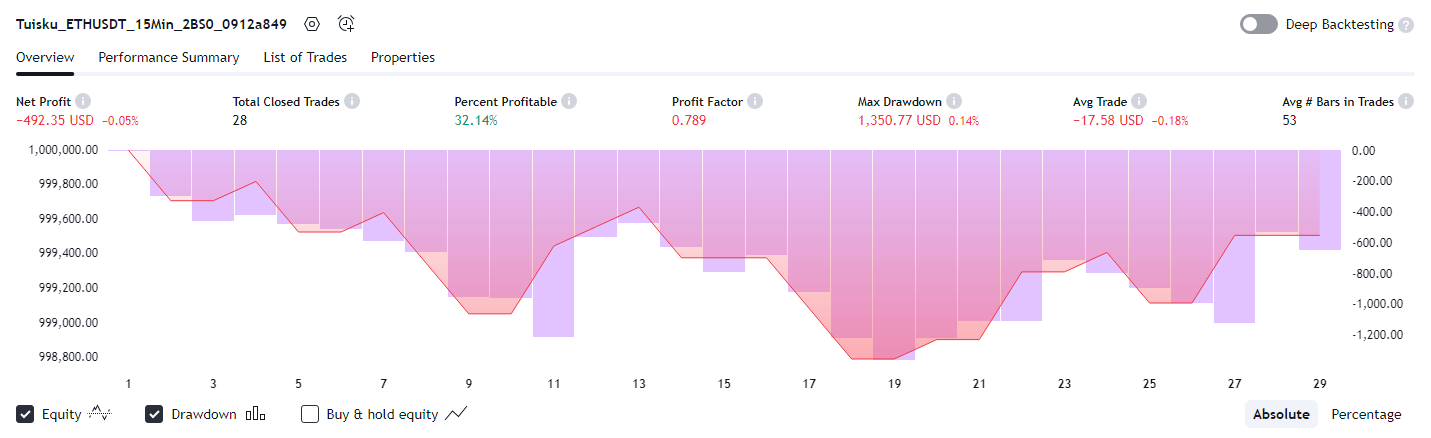 Tuisku_ETHUSDT_15Min_2BS0_0912a849 Deep Backtesting ?
Overview Performance Summary List of Trades Properties
Net Profit Total Closed Trades Percent Profitable Profit Factor Max Drawdown Avg Trade Avg # Bars in Trades
−492.35 USD −0.05% 28 32.14% 0.789 1,350.77 USD 0.14% −17.58 USD −0.18% 53
1,000,000.00 0.00
999,800.00 -200.00
999,600.00 -400.00
999,400.00 -600.00
999,200.00 -800.00
999,000.00 -1,000.00
998,800.00 -1,200.00
1 3 5 7 9 11 13 15 17 19 21 23 25 27 29
Equity Drawdown Buy & hold equity Absolute Percentage